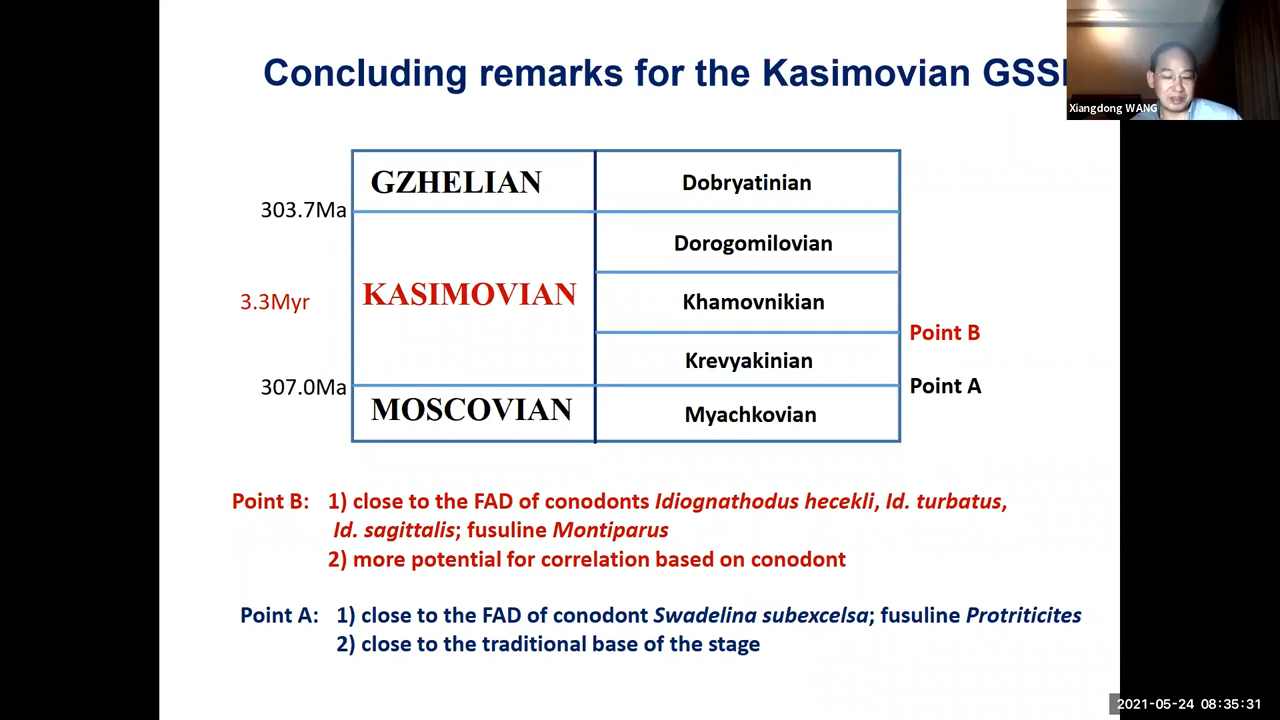 Concluding remarks for the Kasimovian GSS
Xiangdong WANG
GZHELIAN
Dobryatinian
303.7Ma
Dorogomilovian
KASIMOVIAN
3.3Myr
Khamovnikian
Point B
Krevyakinian
307.0Ma
Point A
MOSCOVIAN
Myachkovian
Point B: 1) close to the FAD of conodonts Idiognathodus hecekli, Id. turbatus,
Id. sagittalis; fusuline Montiparus
2) more potential for correlation based on conodont
Point A: 1) close to the FAD of conodont Swadelina subexcelsa; fusuline Protriticites
2) close to the traditional base of the stage
2021-05-24 08:35:31